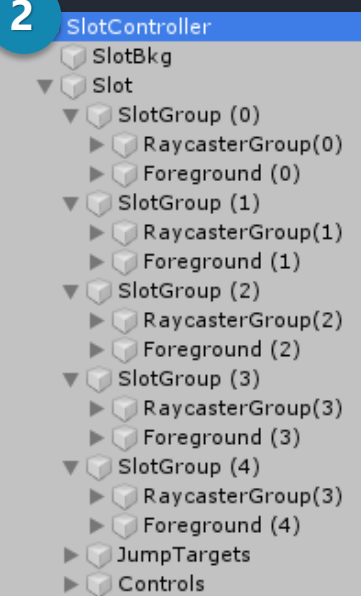 2
SlotController
SlotBkg
Slot
SlotGroup (0)
RaycasterGroup(0)
Foreground (0)
SlotGroup (1)
RaycasterGroup(1)
Foreground (1)
SlotGroup (2)
RaycasterGroup(2)
Foreground (2)
SlotGroup (3)
RaycasterGroup(3)
Foreground (3)
SlotGroup (4)
RaycasterGroup(3)
Foreground (4)
JumpTargets
Controls